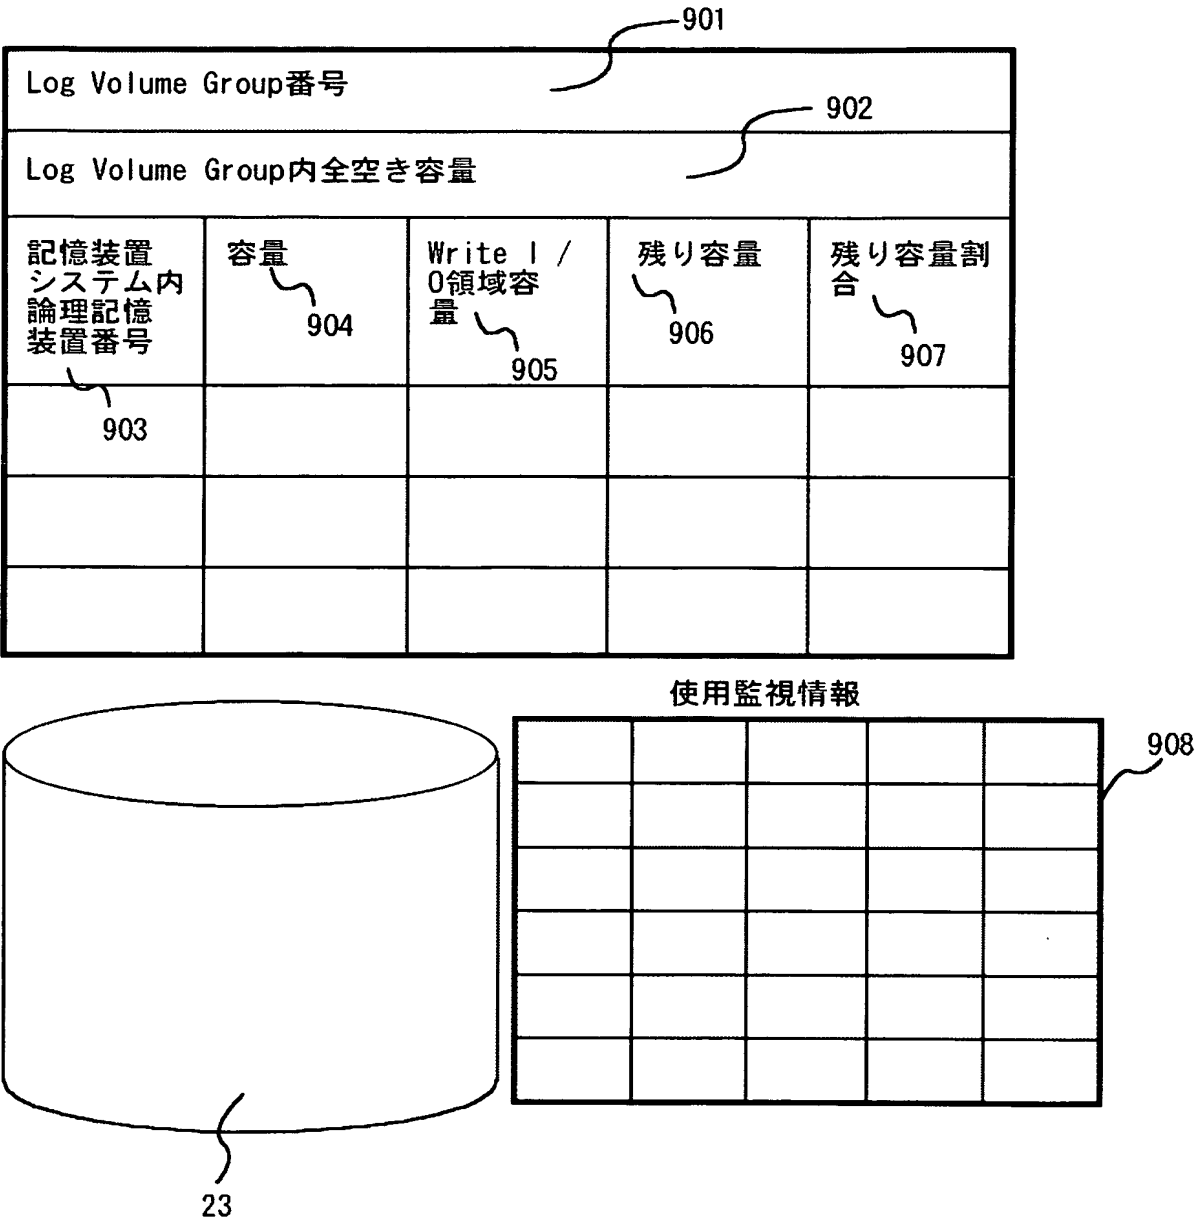 901
Log Volume Group番号
902
Log Volume Group内全空き容量
記憶装置
システム内
論理記憶
装置番号
903
容量
904
Write I /
O領域容
量
905
残り容量
906
残り容量割
合
907
使用監視情報
908
23